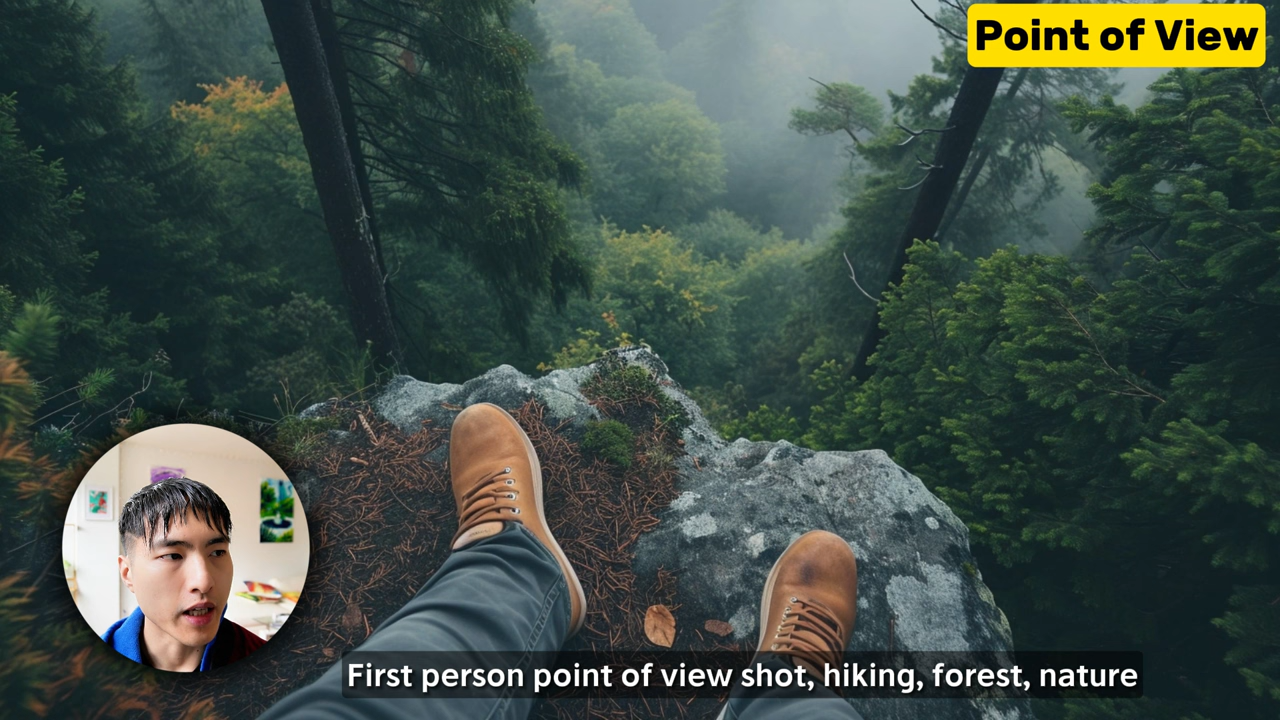 Point of View
First person point of view shot, hiking, forest, nature